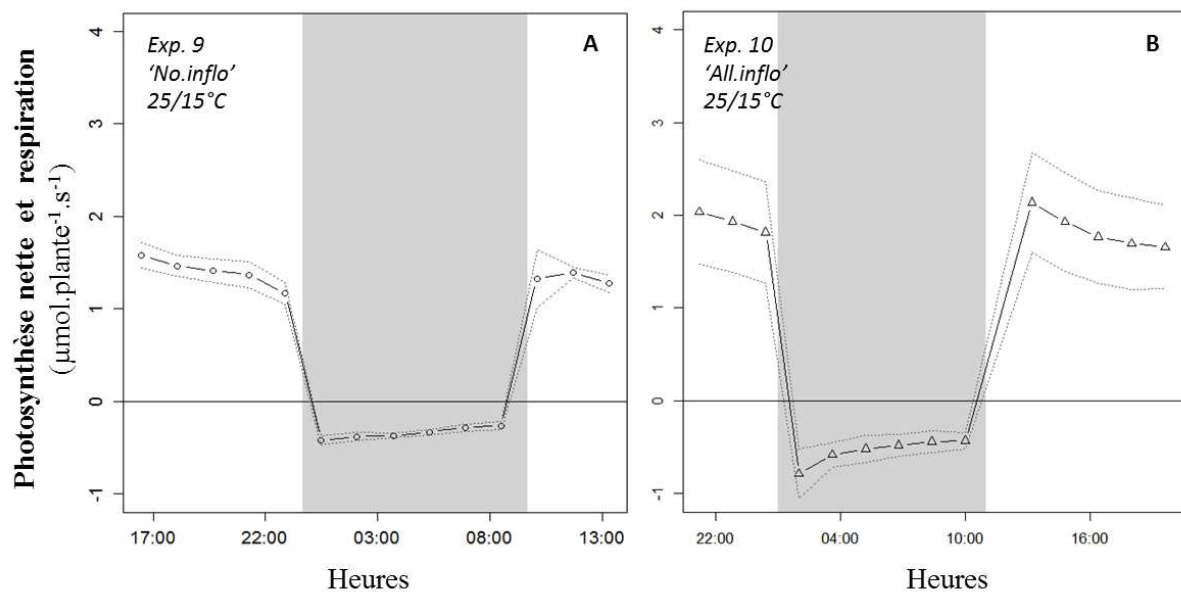 Photosynthèse nette et respiration
(µmol.plante⁻¹.s⁻¹)
Exp. 9
'No.inflo'
25/15°C
A
4
3
2
1
0
-1
17:00 22:00 03:00 08:00 13:00
Heures
Exp. 10
'All.inflo'
25/15°C
B
4
3
2
1
0
-1
22:00 04:00 10:00 16:00
Heures